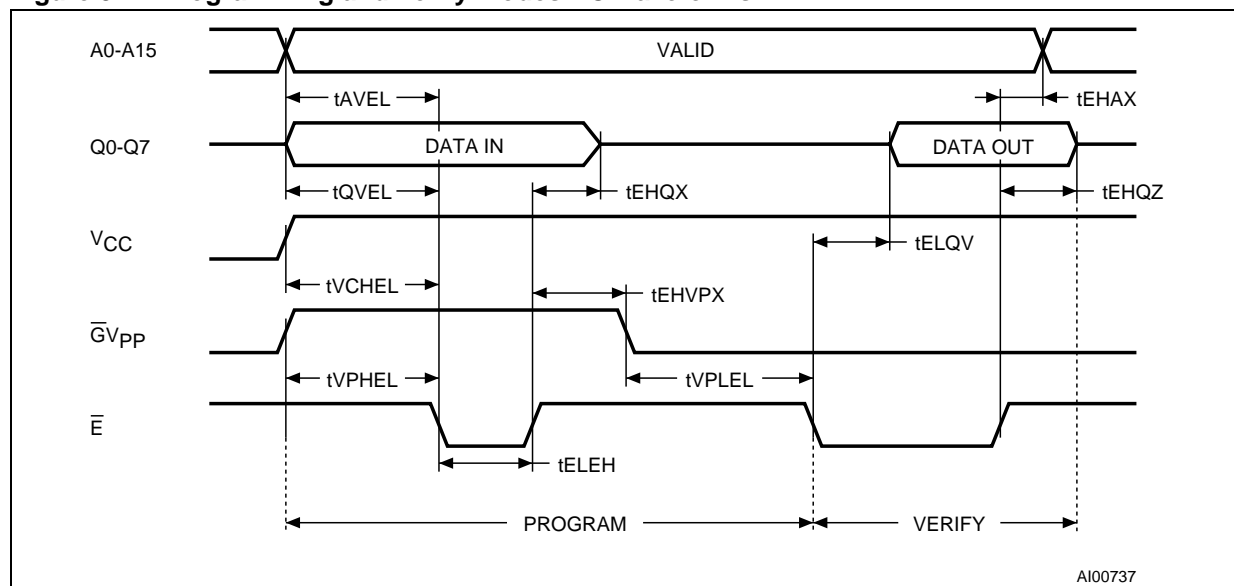 A0-A15
VALID
tAVEL
tEHAX
Q0-Q7
DATA IN
DATA OUT
tQVEL
tEHQX
tEHQZ
VCC
tELQV
tVCHEL
tEHVPX
G̅VPP
tVPHEL
tVPLEL
E̅
tELEH
PROGRAM
VERIFY
AI00737